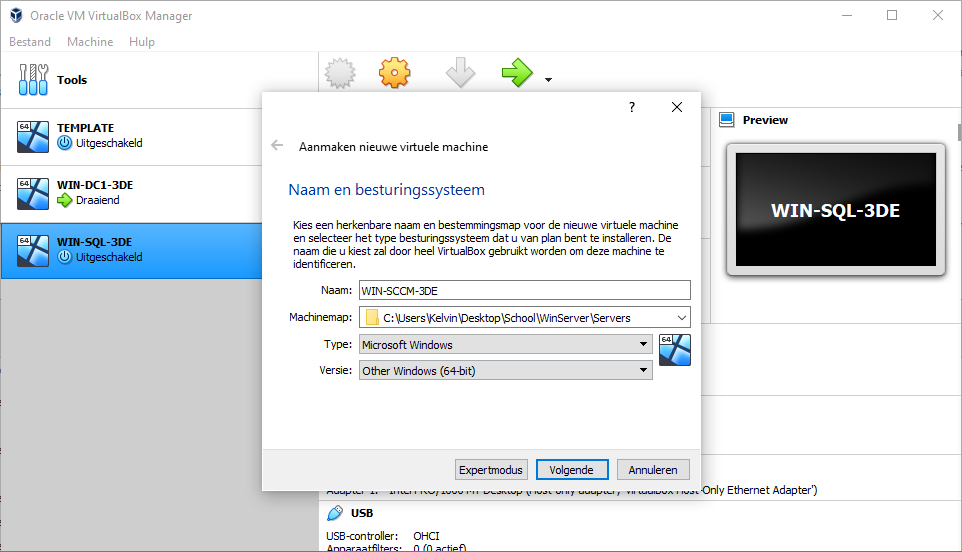 Oracle VM VirtualBox Manager
Bestand Machine Hulp
Tools
64
TEMPLATE
Uitgeschakeld
64
WIN-DC1-3DE
Draaiend
64
WIN-SQL-3DE
Uitgeschakeld
Preview
WIN-SQL-3DE
?
Aanmaken nieuwe virtuele machine
Naam en besturingssysteem
Kies een herkenbare naam en bestemmingsmap voor de nieuwe virtuele machine
en selecteer het type besturingssysteem dat u van plan bent te installeren. De
naam die u kiest zal door heel VirtualBox gebruikt worden om deze machine te
identificeren.
Naam: WIN-SCCM-3DE
Machinemap: C:\Users\Kelvin\Desktop\School\WinServer\Servers
Type: Microsoft Windows
64
Versie: Other Windows (64-bit)
Expertmodus Volgende Annuleren
Adapter 1: Intel PRO/1000 MT Desktop (Host-only adapter, 'VirtualBox Host-Only Ethernet Adapter')
USB
USB-controller: OHCI
Apparaatfilters: 0 (0 actief)